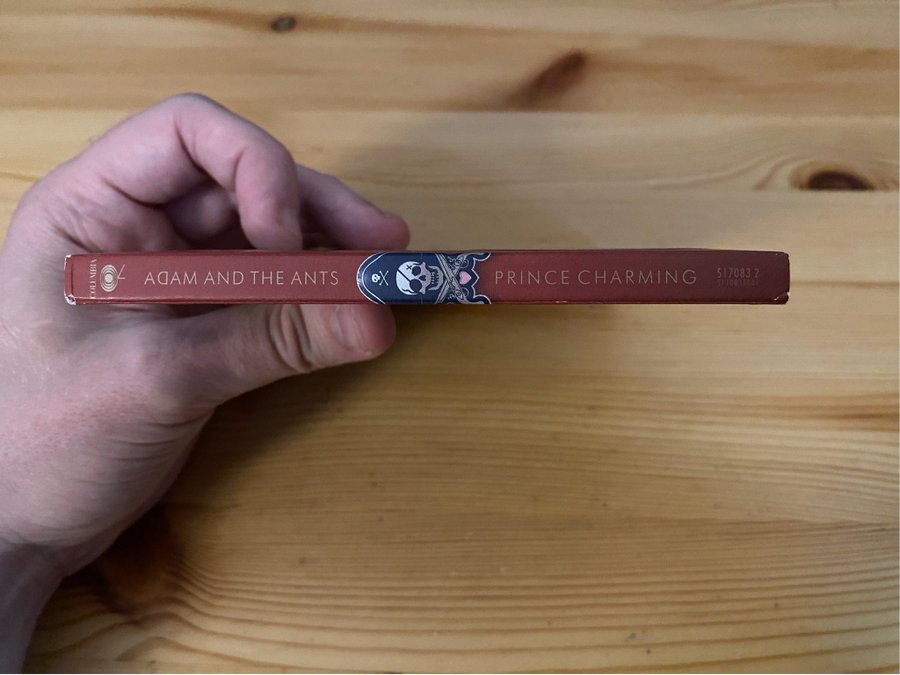 COLUMBIA
ADAM AND THE ANTS
PRINCE CHARMING
517083 2